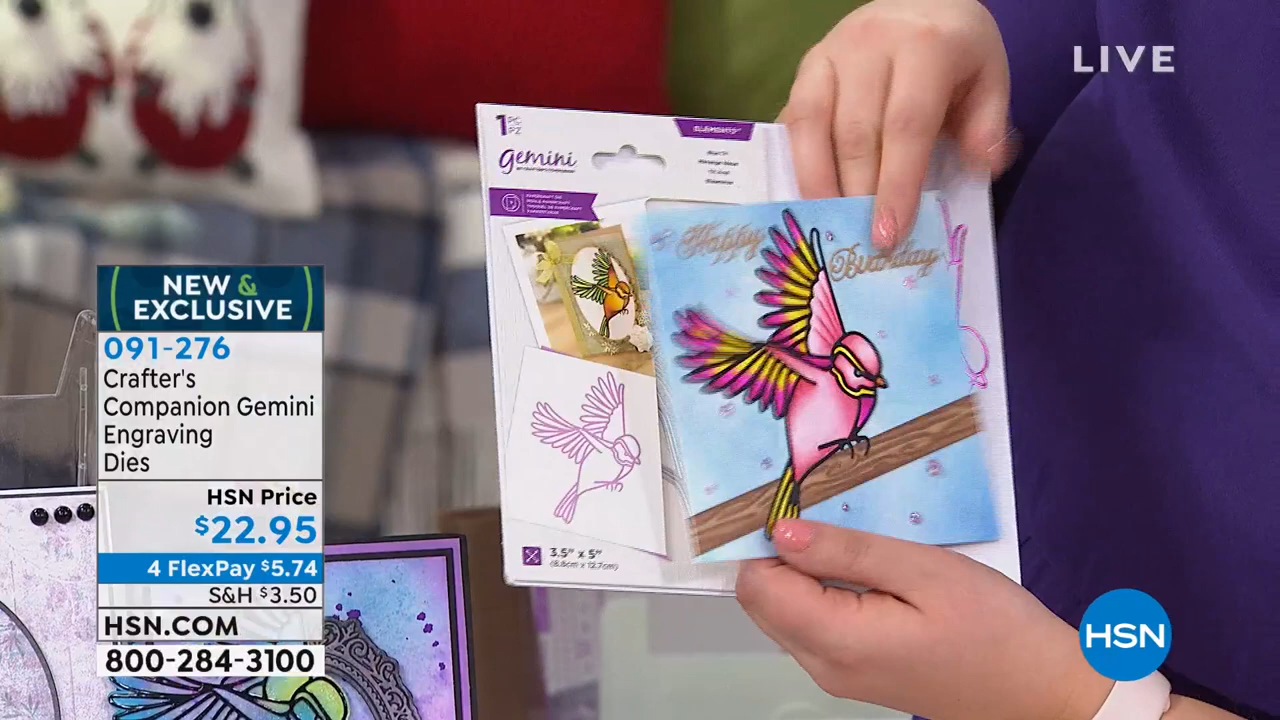 LIVE
NEW &
EXCLUSIVE
091-276
Crafter's
Companion Gemini
Engraving
Dies
HSN Price
$22.95
4 FlexPay $5.74
S&H $3.50
HSN.COM
800-284-3100
HSN
1 PC
PZ
ELEMENTS
gemini
Happy
Birthday
3.5" x 5"
(8.8cm x 12.7cm)